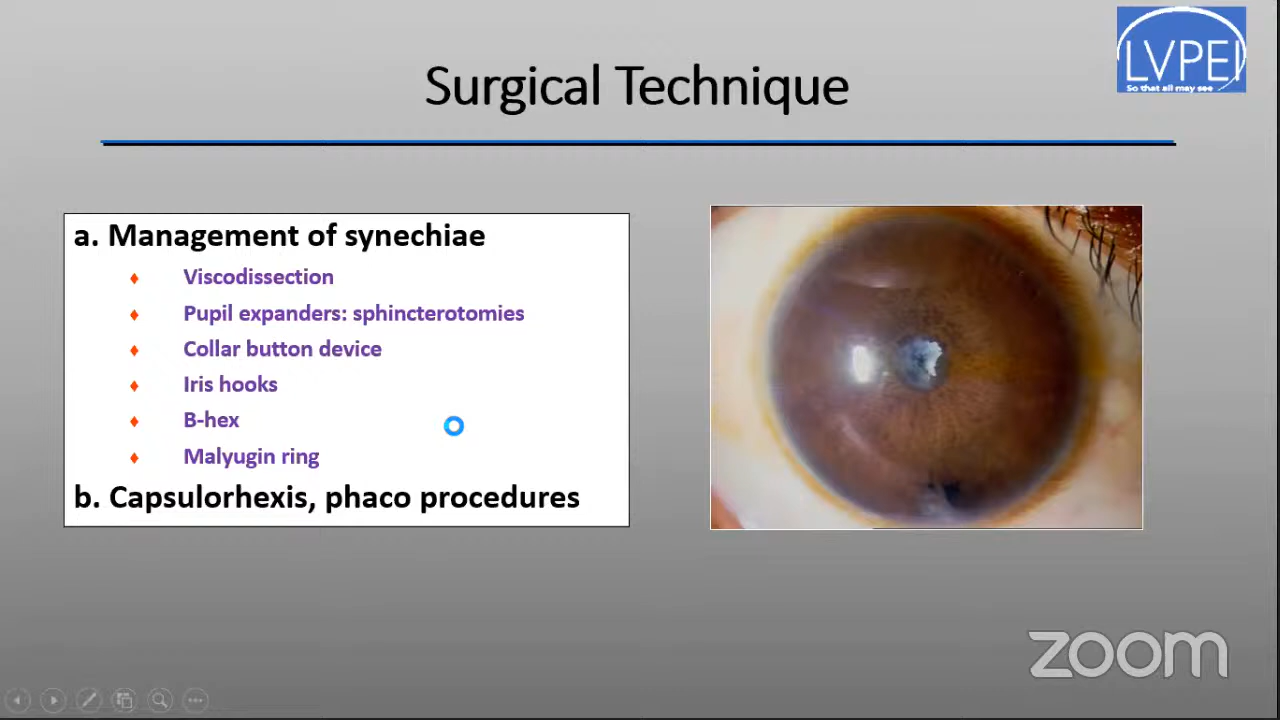 LVPEI
So that all may see
Surgical Technique
a. Management of synechiae
Viscodissection
Pupil expanders: sphincterotomies
Collar button device
Iris hooks
B-hex
Malyugin ring
b. Capsulorhexis, phaco procedures
zoom